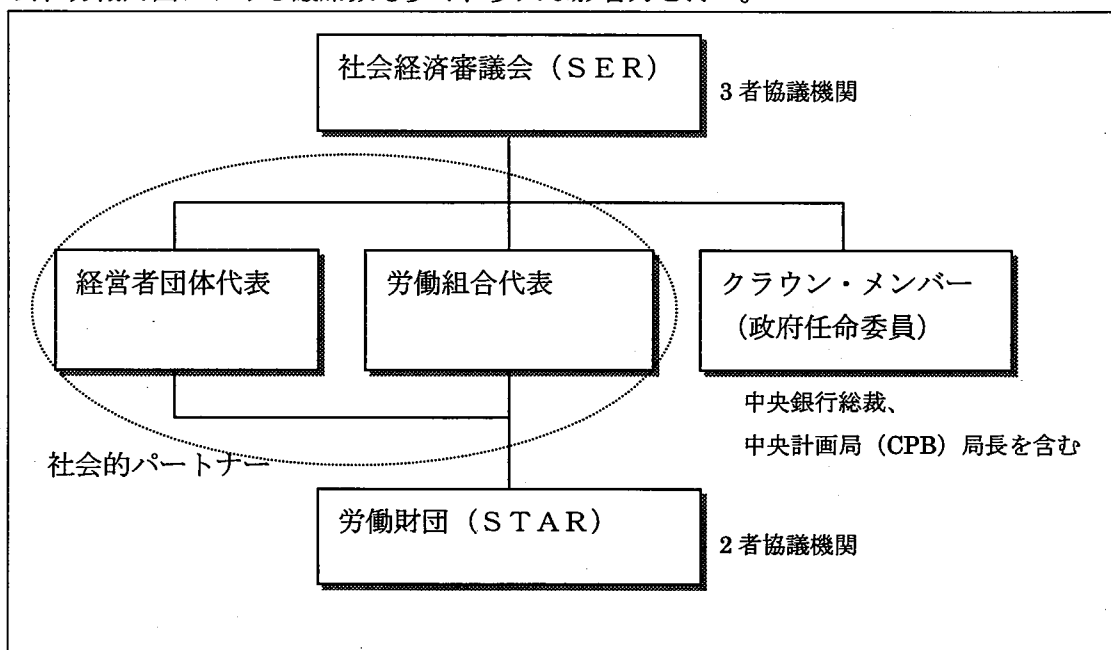 社会経済審議会（ＳＥＲ）
3 者協議機関
経営者団体代表
労働組合代表
クラウン・メンバー
（政府任命委員）
中央銀行総裁、
中央計画局（CPB）局長を含む
社会的パートナー
労働財団（ＳＴＡＲ）
2 者協議機関